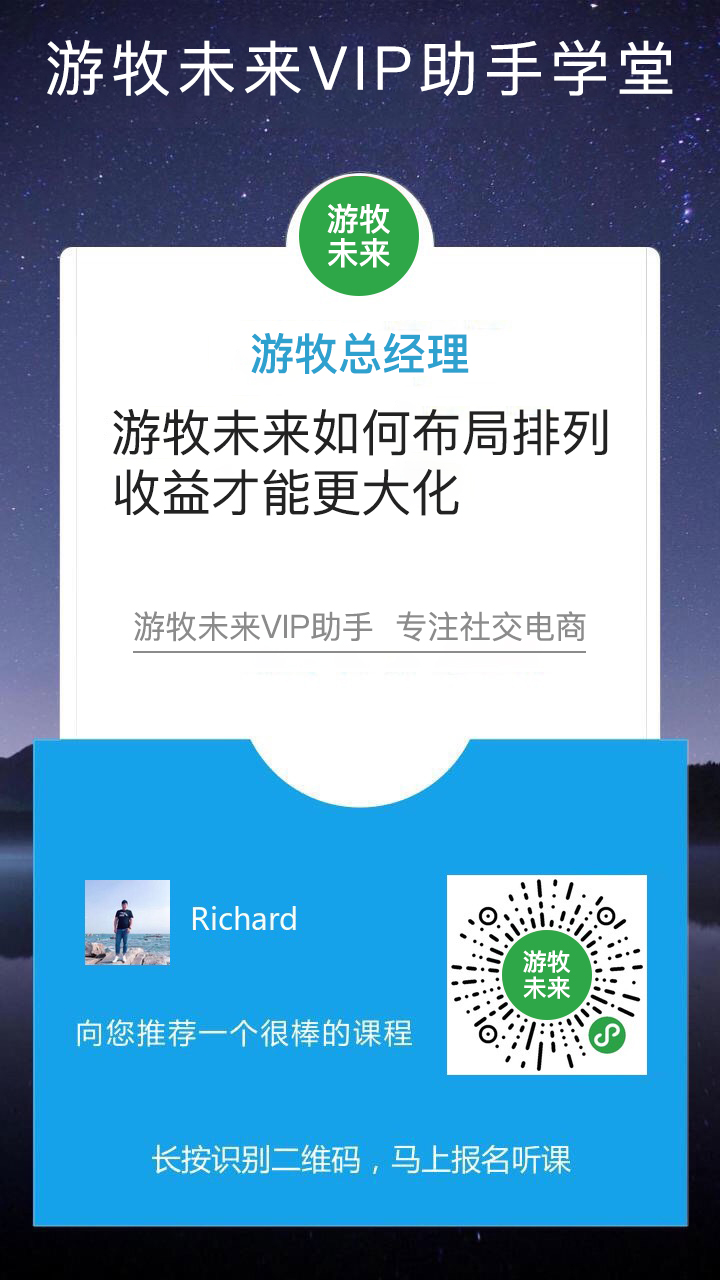 游牧未来VIP助手学堂
游牧
未来
游牧总经理
游牧未来如何布局排列
收益才能更大化
游牧未来VIP助手 专注社交电商
Richard
游牧
未来
向您推荐一个很棒的课程
长按识别二维码，马上报名听课